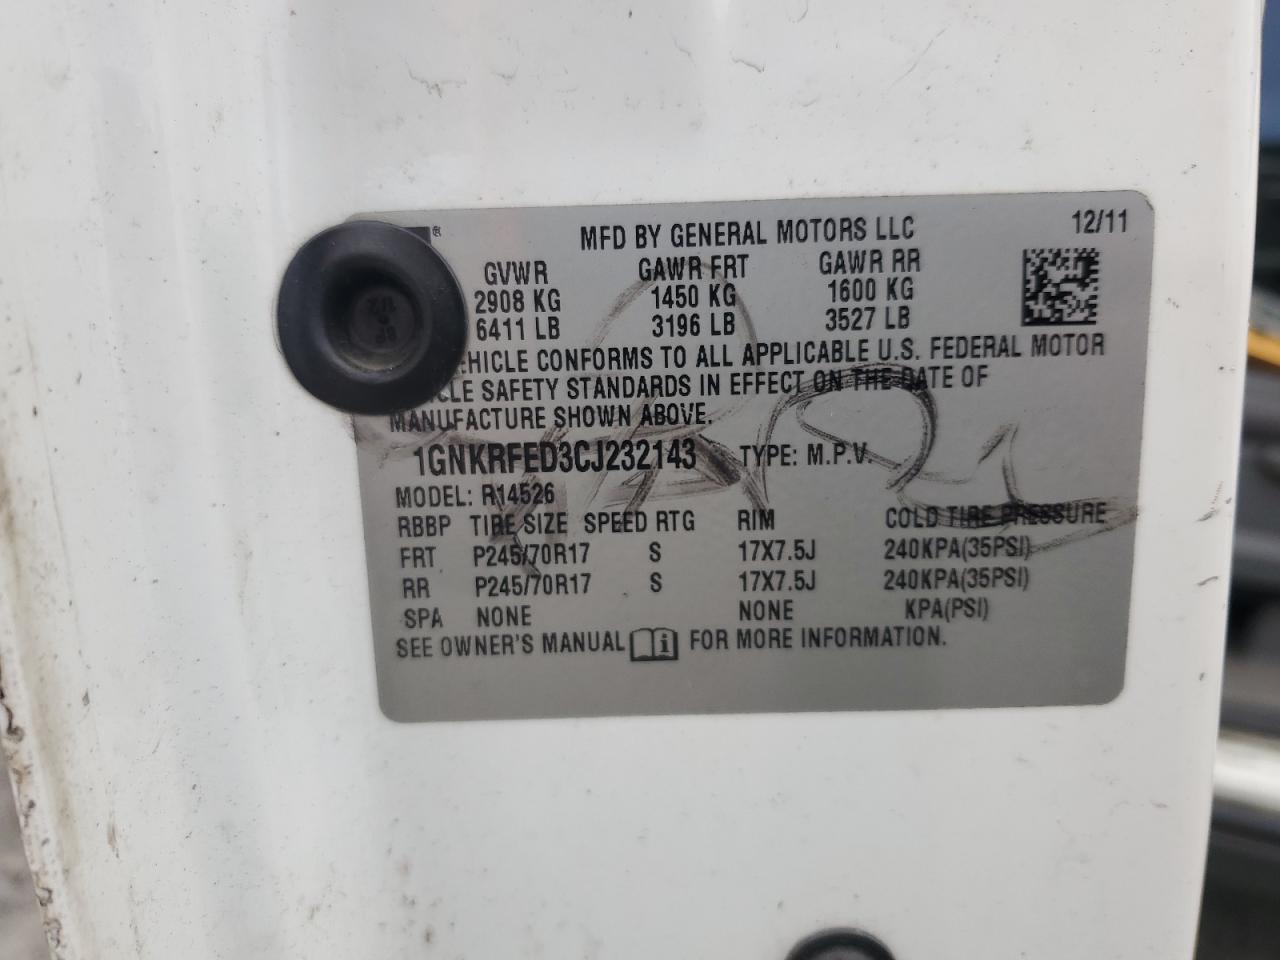 ®
MFD BY GENERAL MOTORS LLC 12/11
GVWR GAWR FRT GAWR RR
2908 KG 1450 KG 1600 KG
6411 LB 3196 LB 3527 LB
EHICLE CONFORMS TO ALL APPLICABLE U.S. FEDERAL MOTOR
CLE SAFETY STANDARDS IN EFFECT ON THE DATE OF
MANUFACTURE SHOWN ABOVE.
1GNKRFED3CJ232143 TYPE: M.P.V.
MODEL: R14526
RBBP TIRE SIZE SPEED RTG RIM COLD TIRE PRESSURE
FRT P245/70R17 S 17X7.5J 240KPA(35PSI)
RR P245/70R17 S 17X7.5J 240KPA(35PSI)
SPA NONE NONE KPA(PSI)
SEE OWNER'S MANUAL FOR MORE INFORMATION.